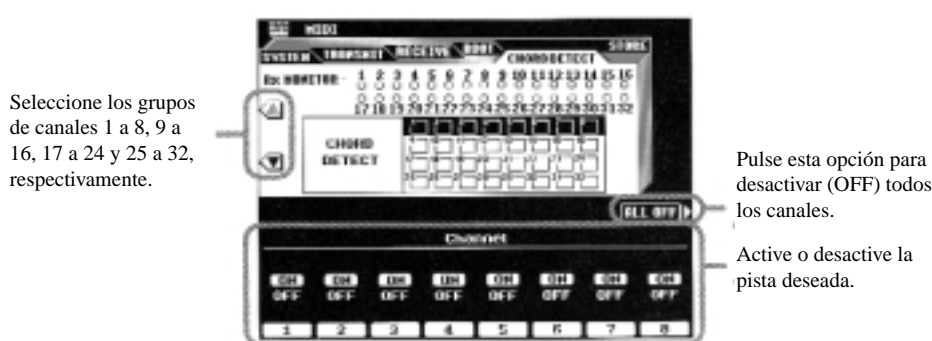 MIDI
SYSTEM TRANSMIT RECEIVE ROOT CHORD DETECT STORE
Rx MONITOR - 1 2 3 4 5 6 7 8 9 10 11 12 13 14 15 16
17 18 19 20 21 22 23 24 25 26 27 28 29 30 31 32
Seleccione los grupos
de canales 1 a 8, 9 a
16, 17 a 24 y 25 a 32,
respectivamente.
CHORD
DETECT
Pulse esta opción para
desactivar (OFF) todos
los canales.
ALL OFF
Active o desactive la
pista deseada.
Channel
ON ON ON ON ON ON ON ON
OFF OFF OFF OFF OFF OFF OFF OFF
1 2 3 4 5 6 7 8